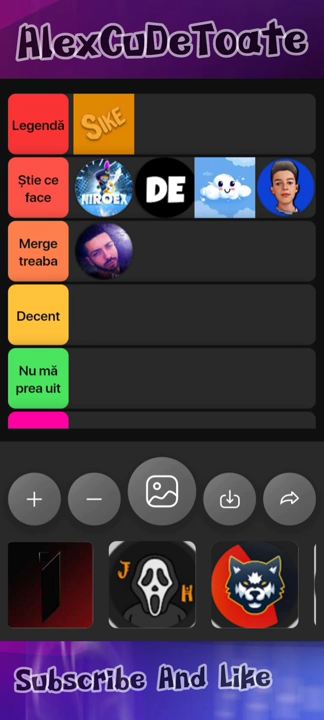 AlexCuDeToate
Legendă
SIKE
Știe ce
face
NIROEX
DE
Merge
treaba
Decent
Nu mă
prea uit
J
H
Subscribe And Like